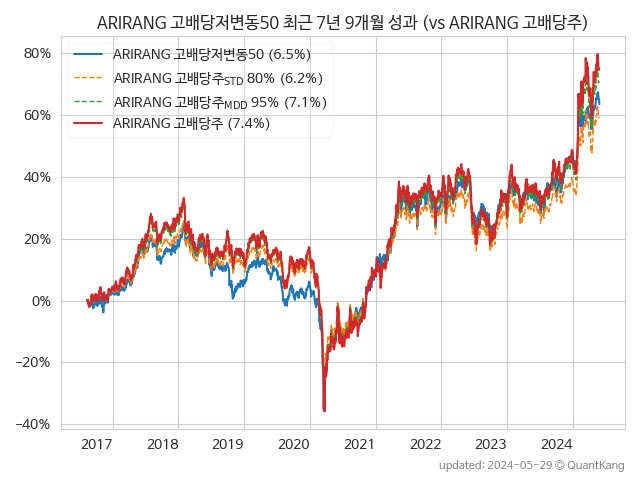 ARIRANG 고배당저변동50 최근 7년 9개월 성과 (vs ARIRANG 고배당주)
80%
60%
40%
20%
0%
−20%
−40%
ARIRANG 고배당저변동50 (6.5%)
ARIRANG 고배당주STD 80% (6.2%)
ARIRANG 고배당주MDD 95% (7.1%)
ARIRANG 고배당주 (7.4%)
2017 2018 2019 2020 2021 2022 2023 2024
updated: 2024-05-29 © QuantKang